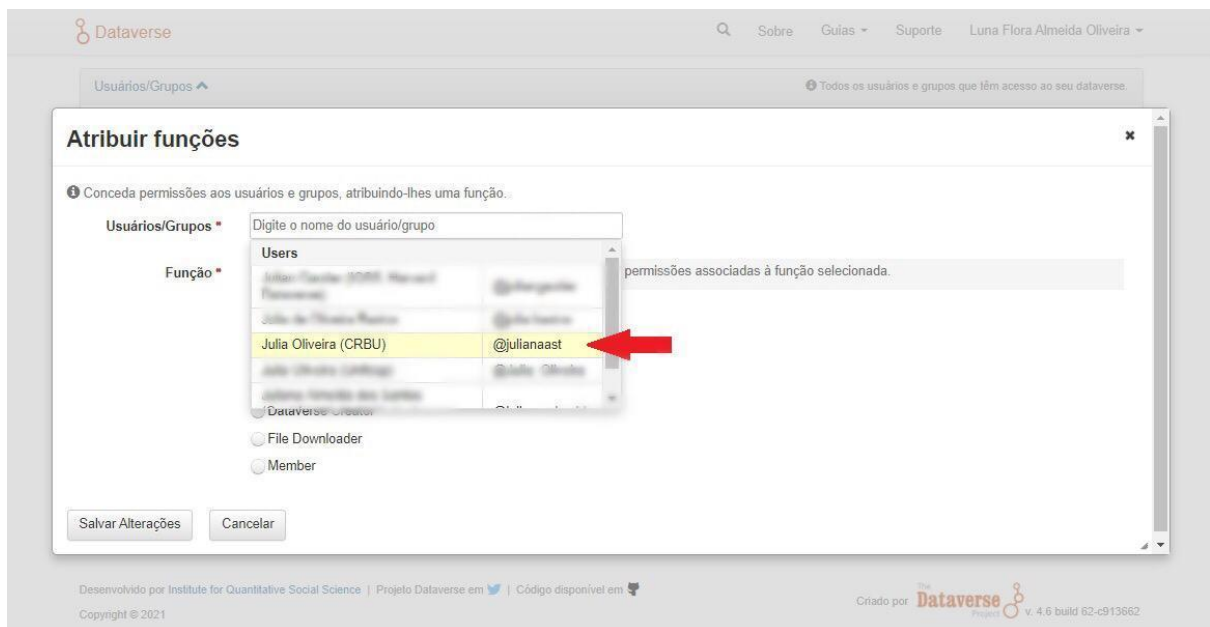 Dataverse
Sobre Guias Suporte Luna Flora Almeida Oliveira
Usuários/Grupos
Todos os usuários e grupos que têm acesso ao seu dataverse.
Atribuir funções
Conceda permissões aos usuários e grupos, atribuindo-lhes uma função.
Usuários/Grupos *
Digite o nome do usuário/grupo
Users
Função *
permissões associadas à função selecionada.
Julia Oliveira (CRBU) @julianaast
Dataverse Creator
File Downloader
Member
Salvar Alterações Cancelar
Desenvolvido por Institute for Quantitative Social Science | Projeto Dataverse em | Código disponível em
Copyright © 2021
Criado por The Dataverse Project v. 4.6 build 62-c913662